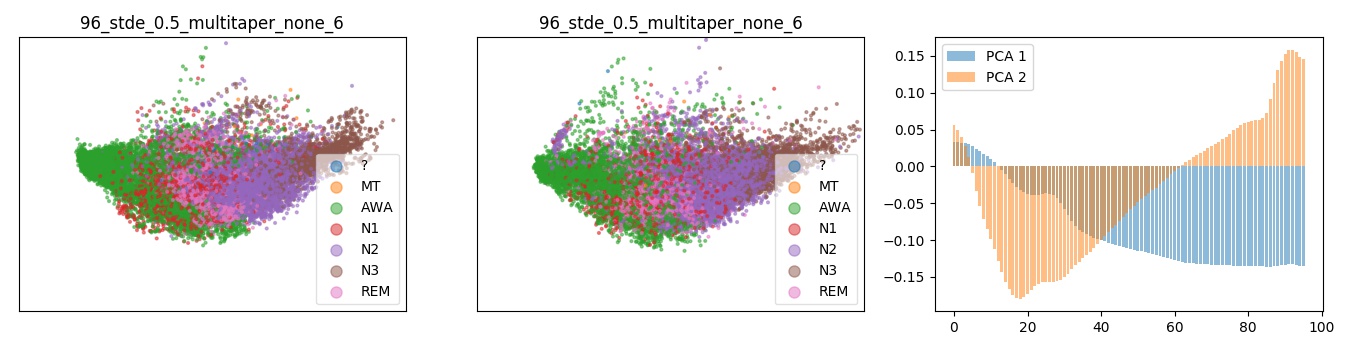 96_stde_0.5_multitaper_none_6
?
MT
AWA
N1
N2
N3
REM
96_stde_0.5_multitaper_none_6
?
MT
AWA
N1
N2
N3
REM
PCA 1
PCA 2
0.15
0.10
0.05
0.00
−0.05
−0.10
−0.15
0 20 40 60 80 100